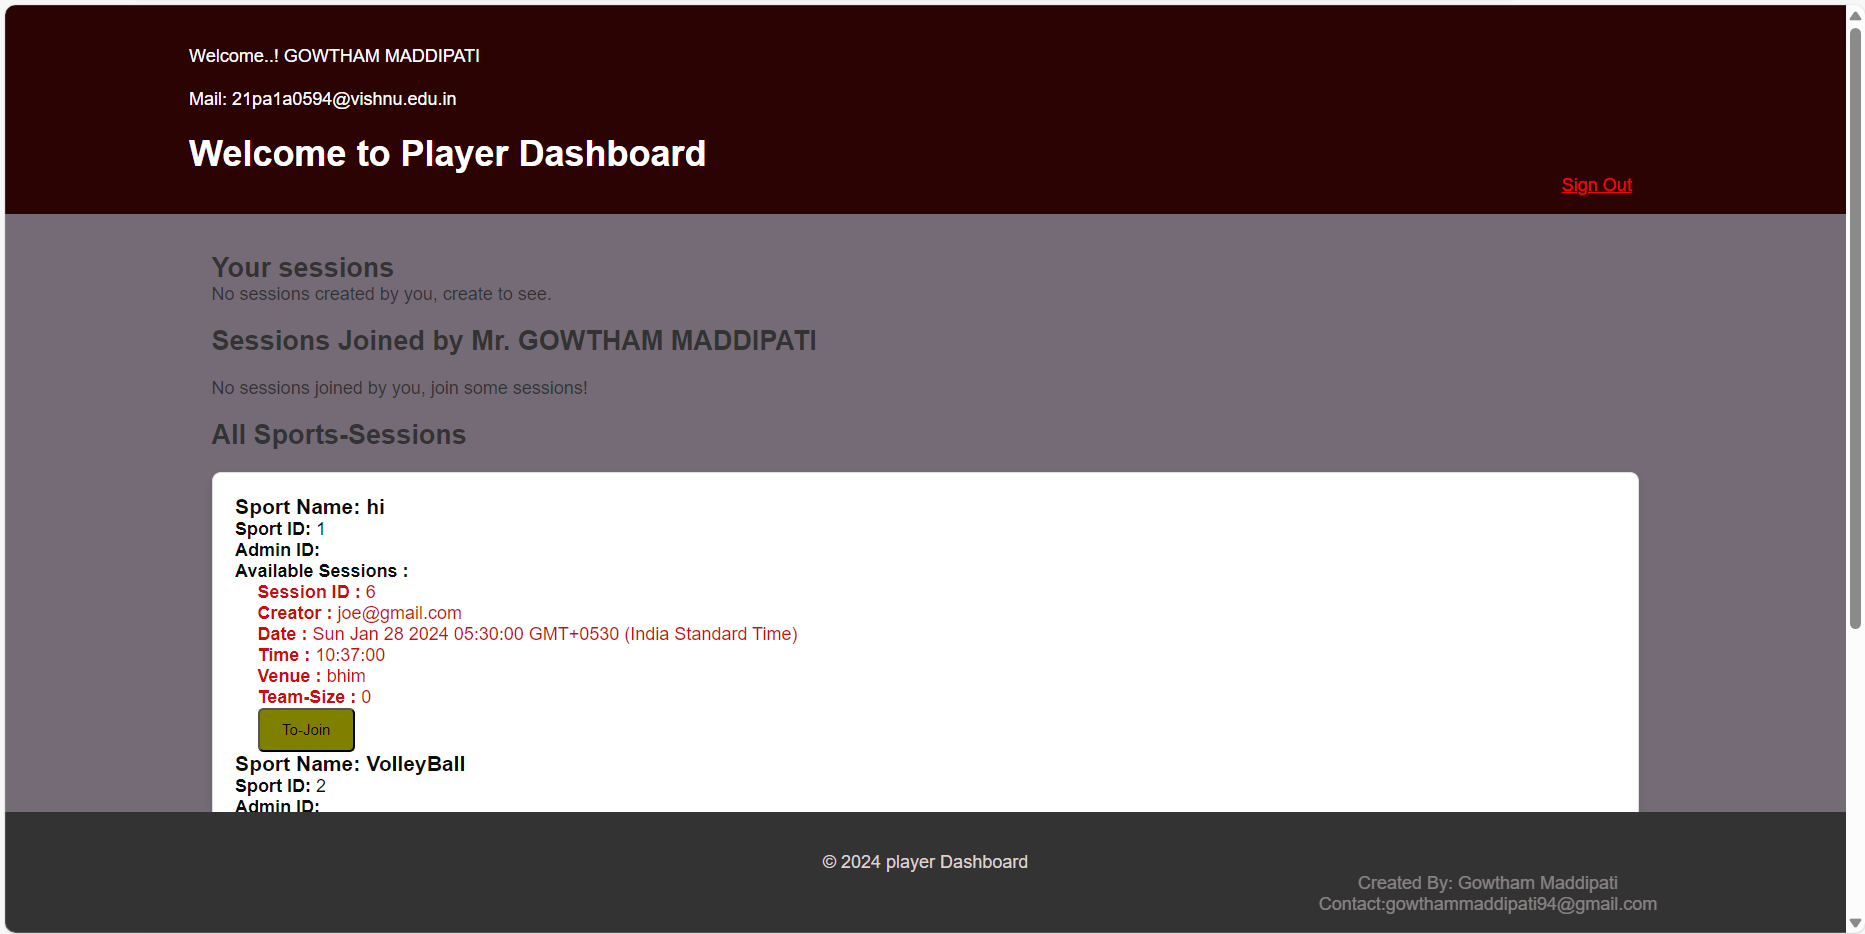 Welcome..! GOWTHAM MADDIPATI
Mail: 21pa1a0594@vishnu.edu.in
Welcome to Player Dashboard
Sign Out
Your sessions
No sessions created by you, create to see.
Sessions Joined by Mr. GOWTHAM MADDIPATI
No sessions joined by you, join some sessions!
All Sports-Sessions
Sport Name: hi
Sport ID: 1
Admin ID:
Available Sessions :
Session ID : 6
Creator : joe@gmail.com
Date : Sun Jan 28 2024 05:30:00 GMT+0530 (India Standard Time)
Time : 10:37:00
Venue : bhim
Team-Size : 0
To-Join
Sport Name: VolleyBall
Sport ID: 2
Admin ID:
© 2024 player Dashboard
Created By: Gowtham Maddipati
Contact:gowthammaddipati94@gmail.com